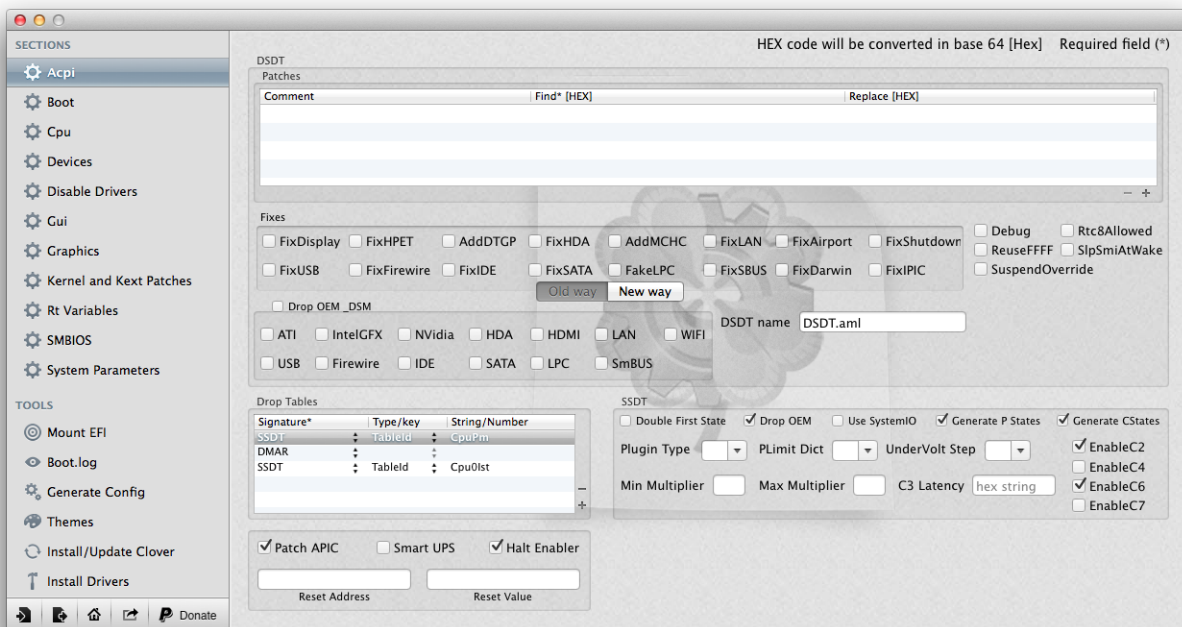 HEX code will be converted in base 64 [Hex] Required field (*)
SECTIONS
Acpi
Boot
Cpu
Devices
Disable Drivers
Gui
Graphics
Kernel and Kext Patches
Rt Variables
SMBIOS
System Parameters
TOOLS
Mount EFI
Boot.log
Generate Config
Themes
Install/Update Clover
Install Drivers
Donate
DSDT
Patches
Comment Find* [HEX] Replace [HEX]
Fixes
FixDisplay FixHPET AddDTGP FixHDA AddMCHC FixLAN FixAirport FixShutdown
FixUSB FixFirewire FixIDE FixSATA FakeLPC FixSBUS FixDarwin FixIPIC
Old way New way
Debug Rtc8Allowed
ReuseFFFF SlpSmiAtWake
SuspendOverride
Drop OEM _DSM
ATI IntelGFX NVidia HDA HDMI LAN WIFI
USB Firewire IDE SATA LPC SmBUS
DSDT name DSDT.aml
Drop Tables
Signature* Type/key String/Number
SSDT TableId CpuPm
DMAR
SSDT TableId Cpu0Ist
SSDT
Double First State Drop OEM Use SystemIO Generate P States Generate CStates
Plugin Type PLimit Dict UnderVolt Step
Min Multiplier Max Multiplier C3 Latency hex string
EnableC2
EnableC4
EnableC6
EnableC7
Patch APIC Smart UPS Halt Enabler
Reset Address Reset Value